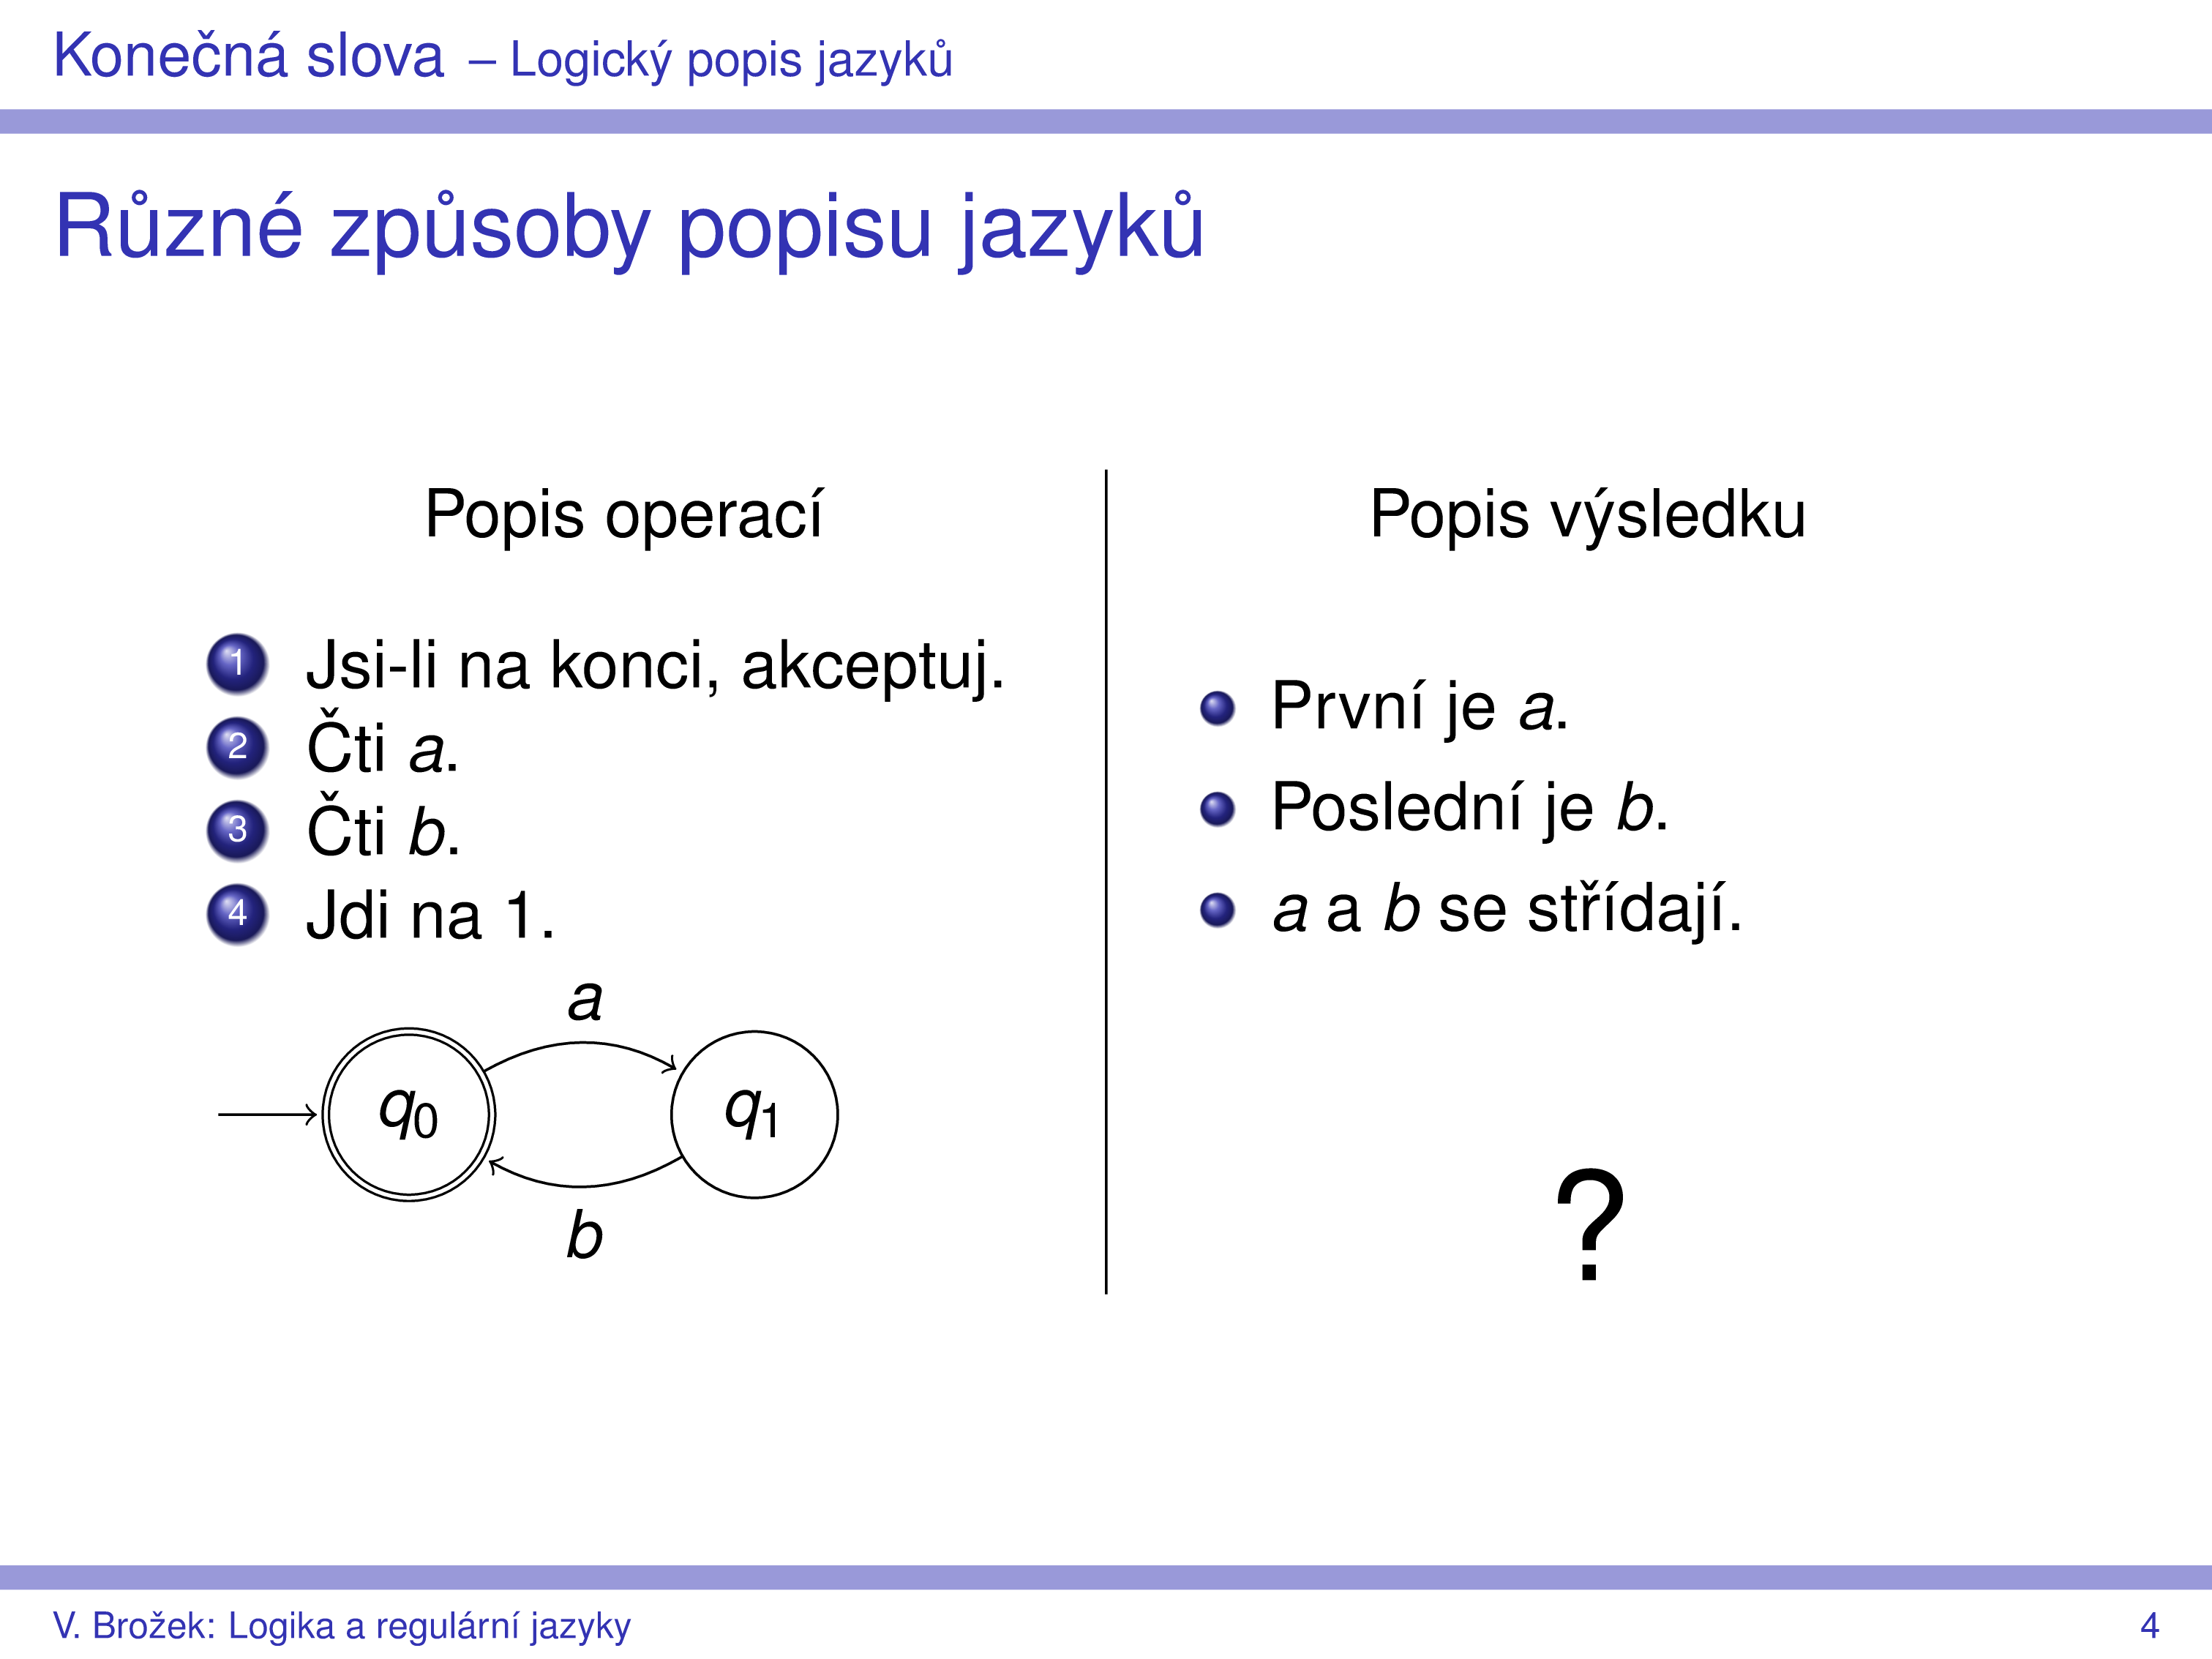 Konečná slova – Logický popis jazyků
Různé způsoby popisu jazyků
Popis operací
1 Jsi-li na konci, akceptuj.
2 Čti a.
3 Čti b.
4 Jdi na 1.
a
q0
q1
b
Popis výsledku
První je a.
Poslední je b.
a a b se střídají.
?
V. Brožek: Logika a regulární jazyky
4